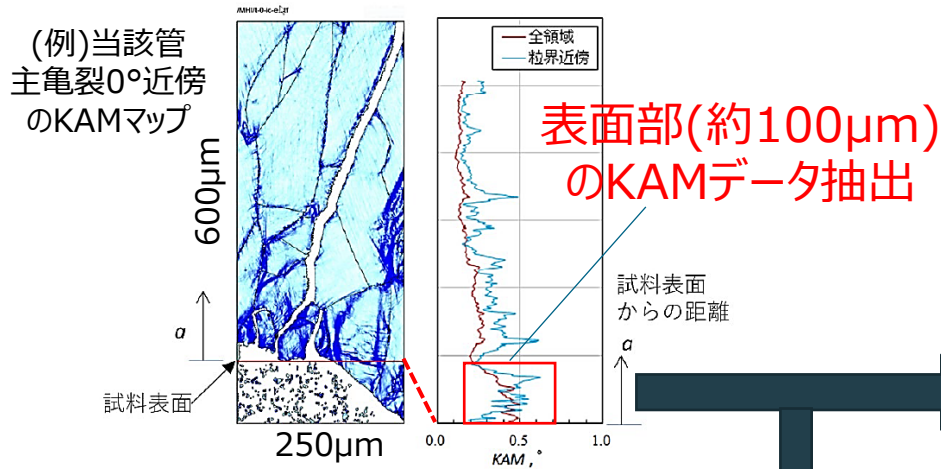 (例)当該管
主亀裂0°近傍
のKAMマップ
600μm
a
試料表面
250μm
全領域
粒界近傍
表面部(約100μm)
のKAMデータ抽出
試料表面
からの距離
a
0.0
0.5
1.0
KAM , °